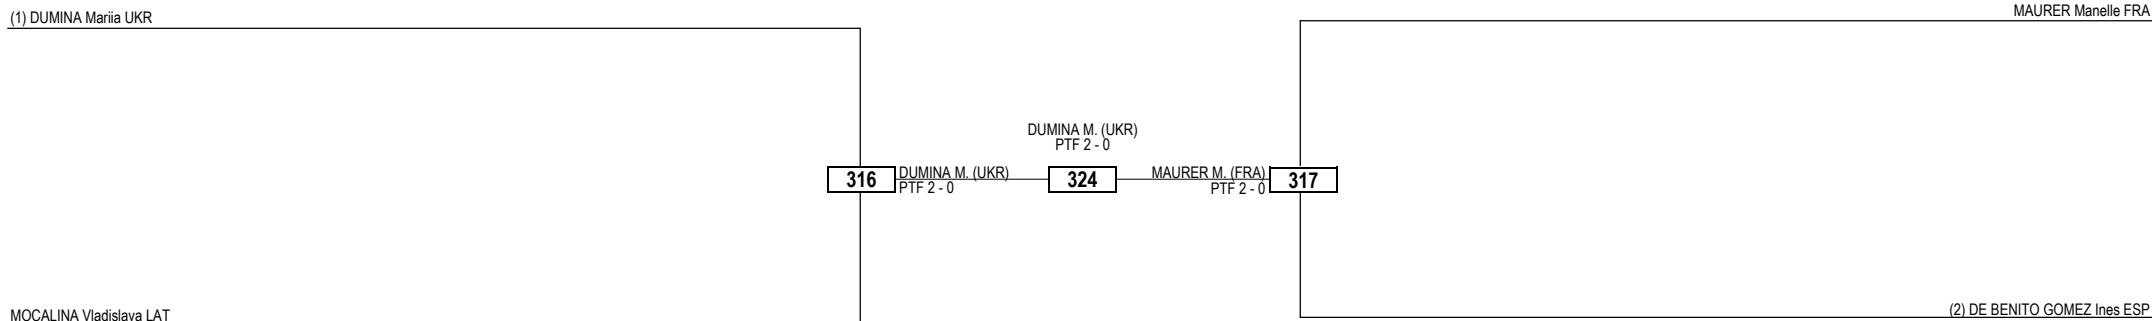 (1) DUMINA Mariia UKR
MAURER Manelle FRA
DUMINA M. (UKR)
PTF 2 - 0
316
DUMINA M. (UKR)
PTF 2 - 0
324
MAURER M. (FRA)
PTF 2 - 0
317
MOCALINA Vladislava LAT
(2) DE BENITO GOMEZ Ines ESP